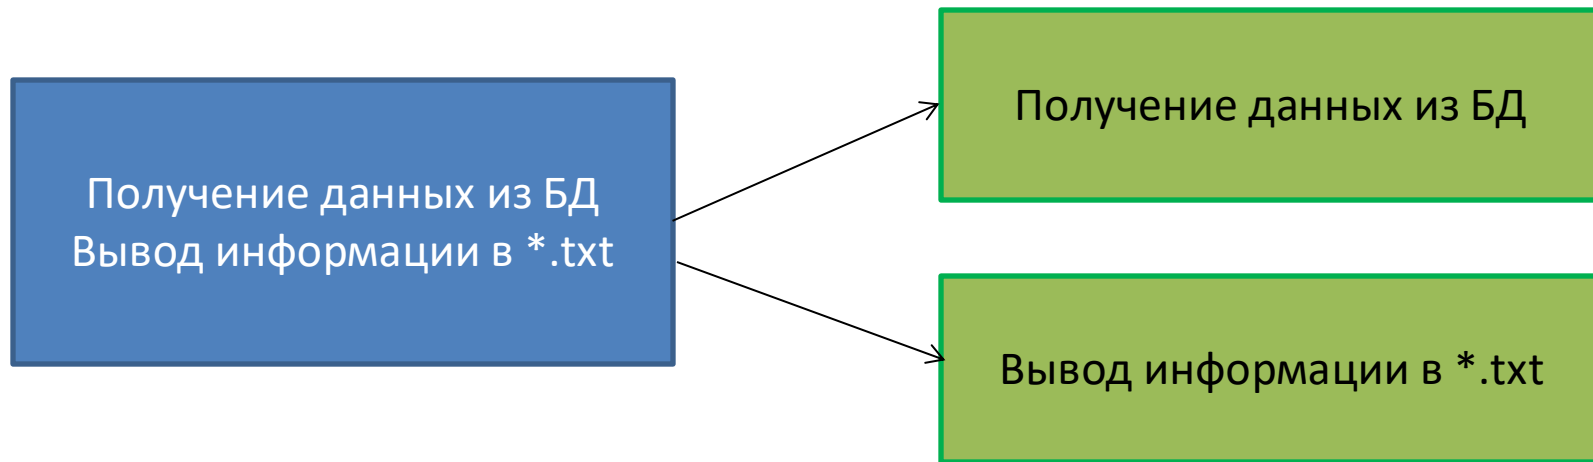 Получение данных из БД
Получение данных из БД
Вывод информации в *.txt
Вывод информации в *.txt